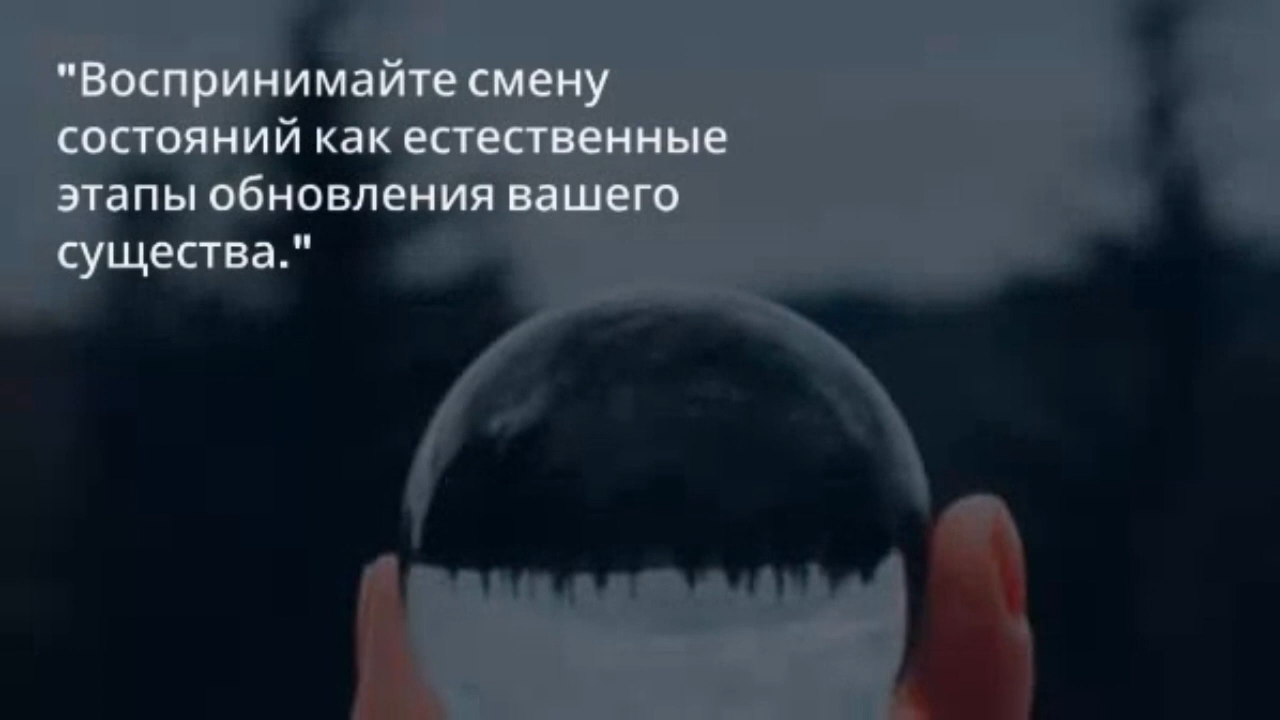 "Воспринимайте смену
состояний как естественные
этапы обновления вашего
существа."